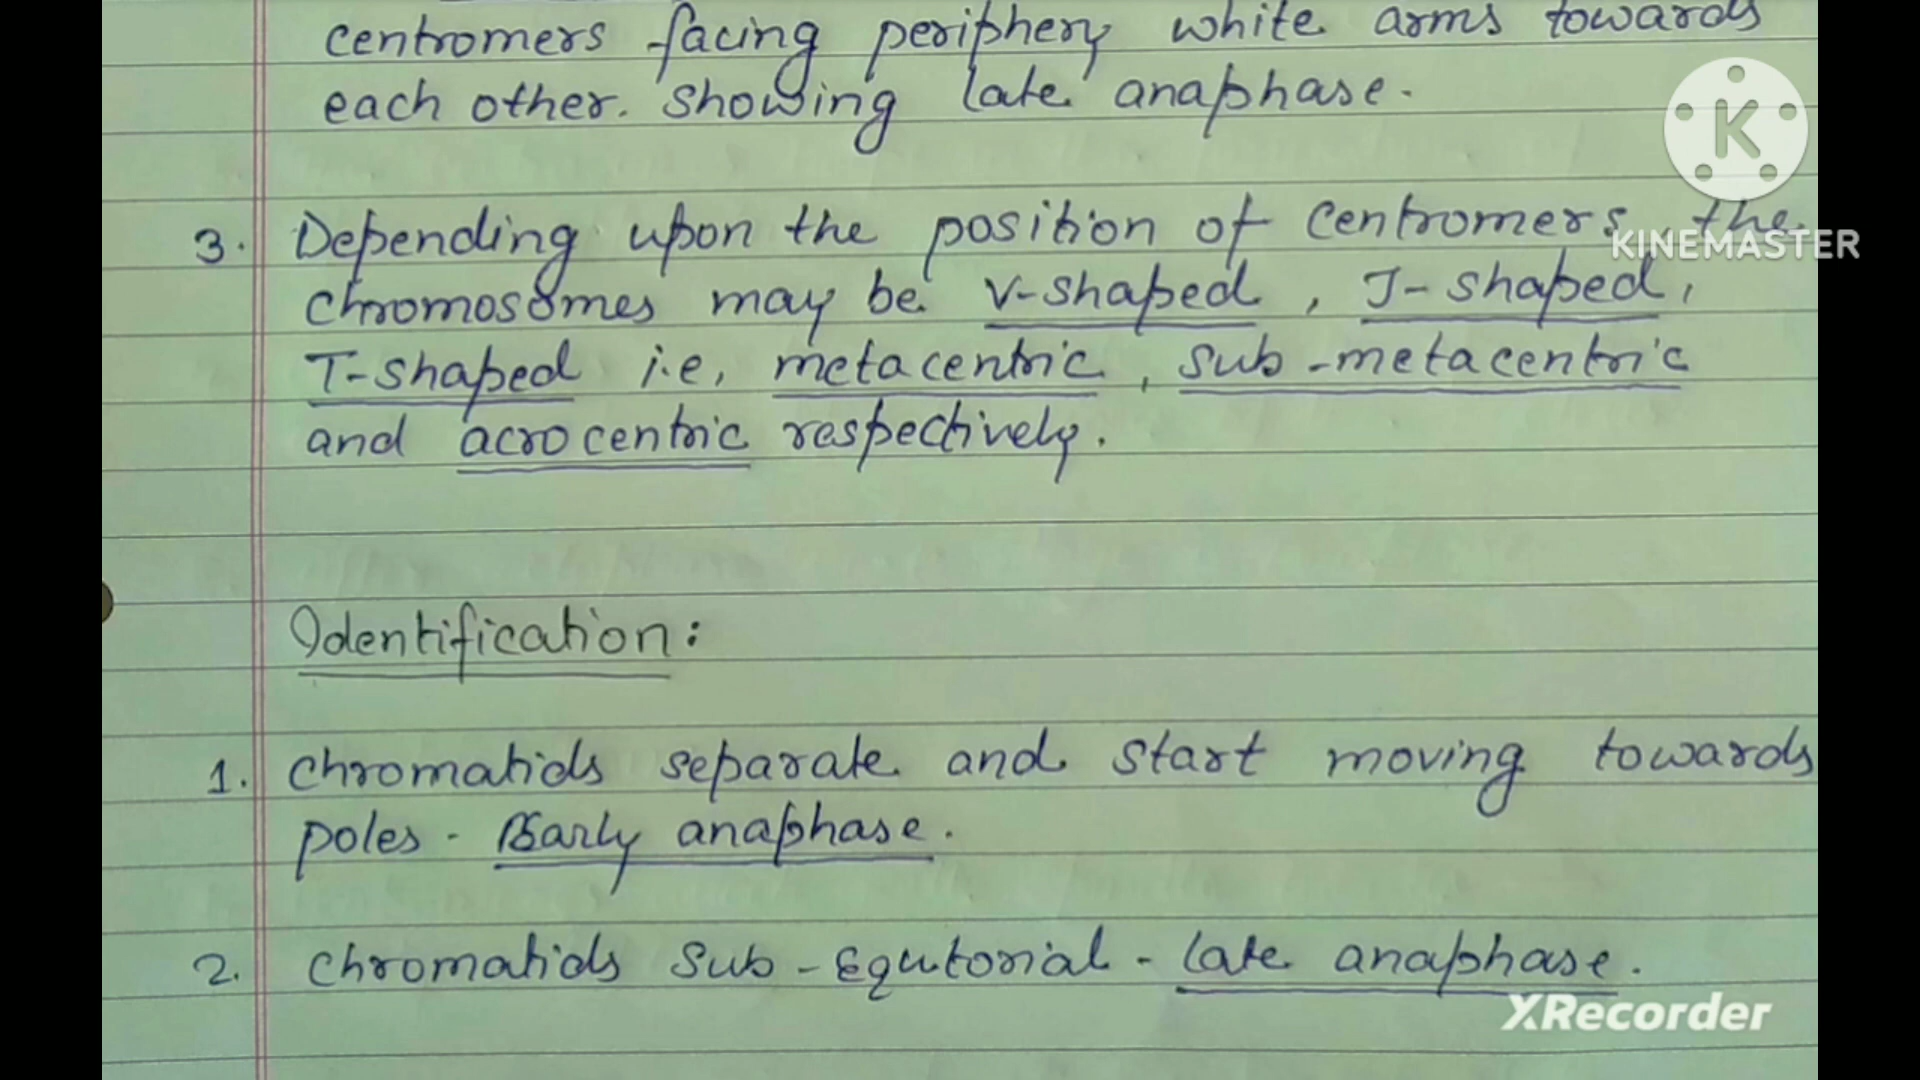 centromers facing periphery white arms towards
each other. showing late anaphase.
3. Depending upon the position of centromers, the
chromosomes may be V-shaped, J-shaped,
T-shaped i.e, metacentric, sub-metacentric
and acrocentric respectively.
Identification:
1. chromatids separate and start moving towards
poles - Early anaphase.
2. chromatids sub-Equtorial - late anaphase.
K
KINEMASTER
XRecorder